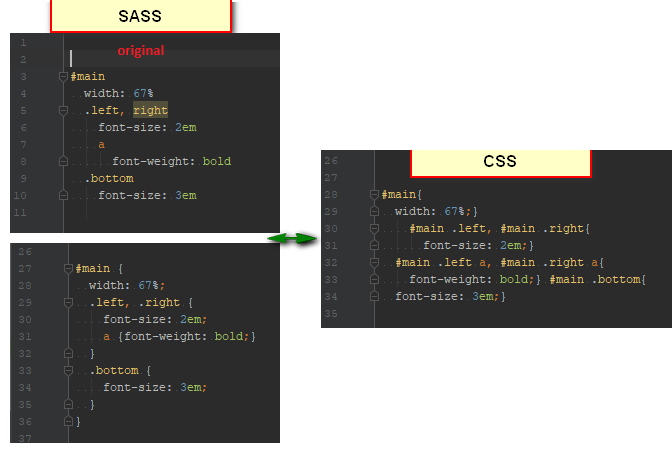 SASS
original
1
2
3 #main
4 width: 67%
5 .left, right
6 font-size: 2em
7 a
8 font-weight: bold
9 .bottom
10 font-size: 3em
11
26
27 #main {
28 width: 67%;
29 .left, .right {
30 font-size: 2em;
31 a {font-weight: bold;}
32 }
33 .bottom {
34 font-size: 3em;
35 }
36 }
37
CSS
26
27
28 #main{
29 width: 67%;}
30 #main .left, #main .right{
31 font-size: 2em;}
32 #main .left a, #main .right a{
33 font-weight: bold;} #main .bottom{
34 font-size: 3em;}
35